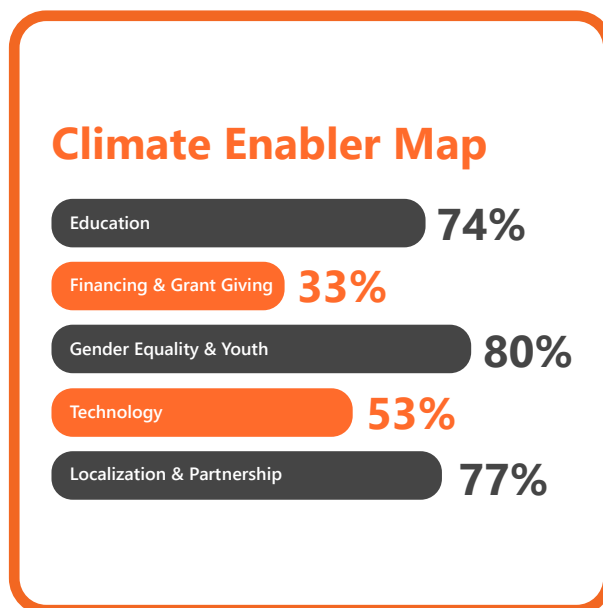 Climate Enabler Map
Education 74%
Financing & Grant Giving 33%
Gender Equality & Youth 80%
Technology 53%
Localization & Partnership 77%